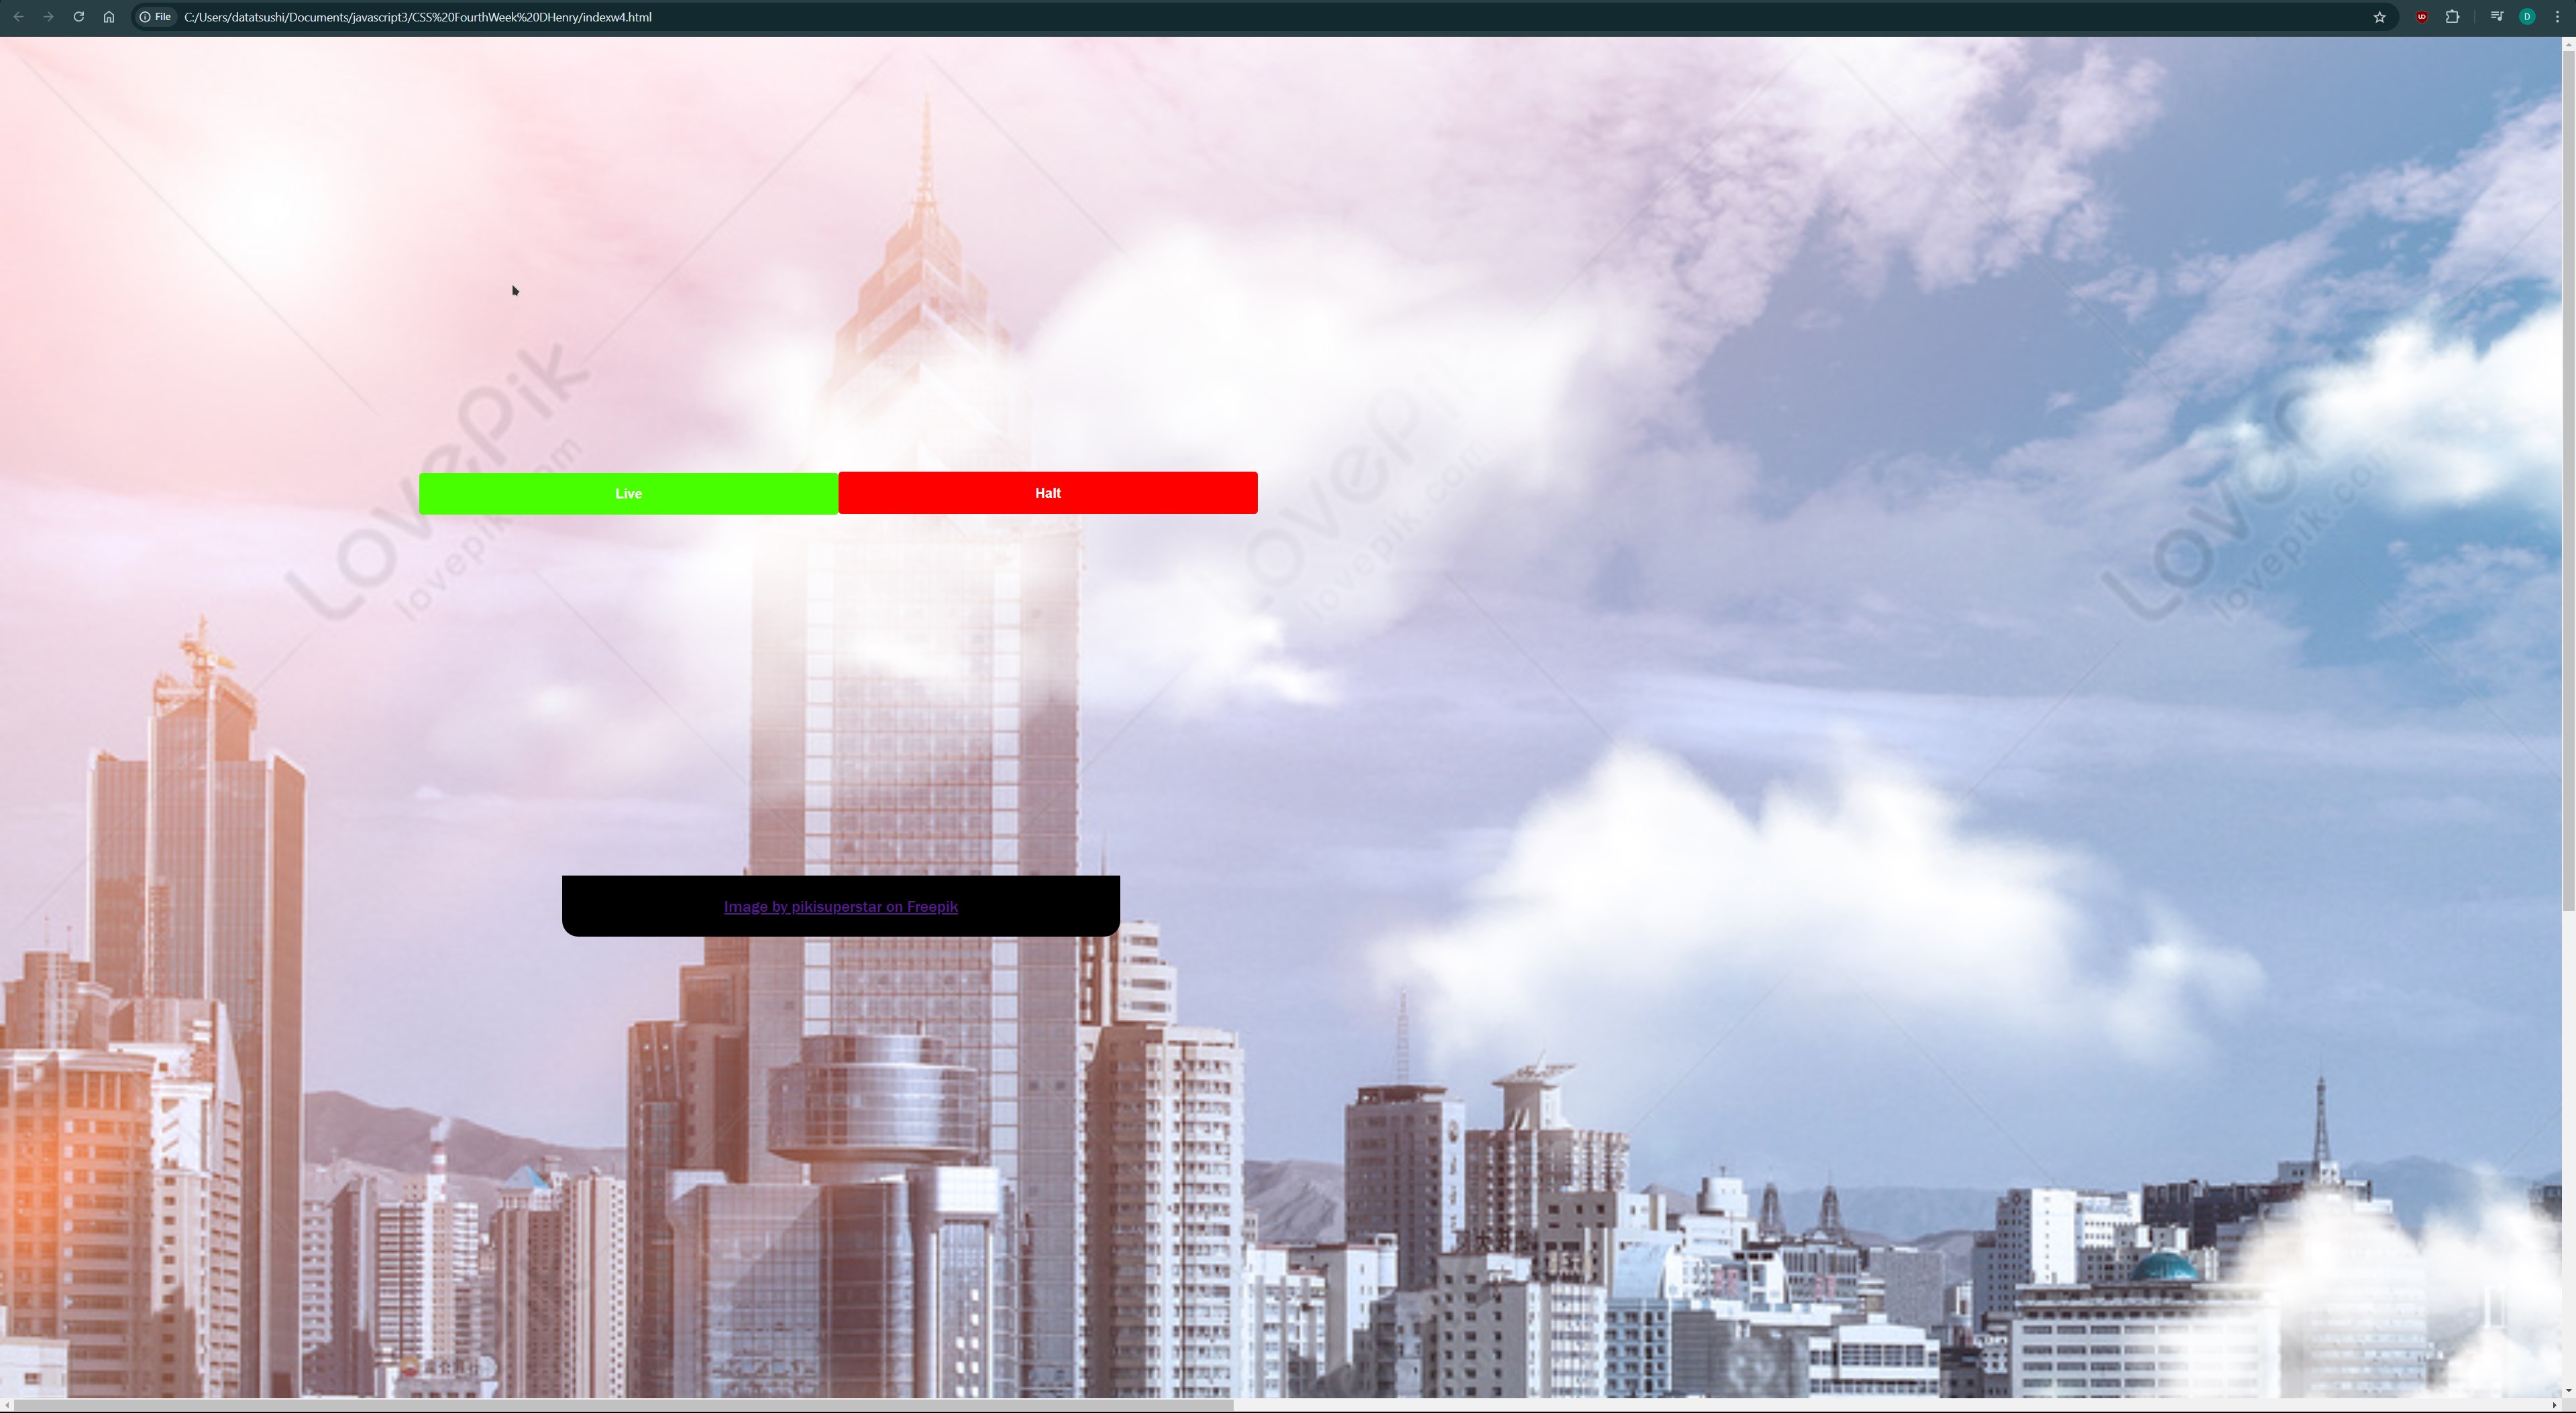 File
C:/Users/datatsushi/Documents/javascript3/CSS%20FourthWeek%20DHenry/indexw4.html
D
Lovepik
lovepik.com
Lovepik
lovepik.com
lovepik.com
Live
Halt
Image by pikisuperstar on Freepik